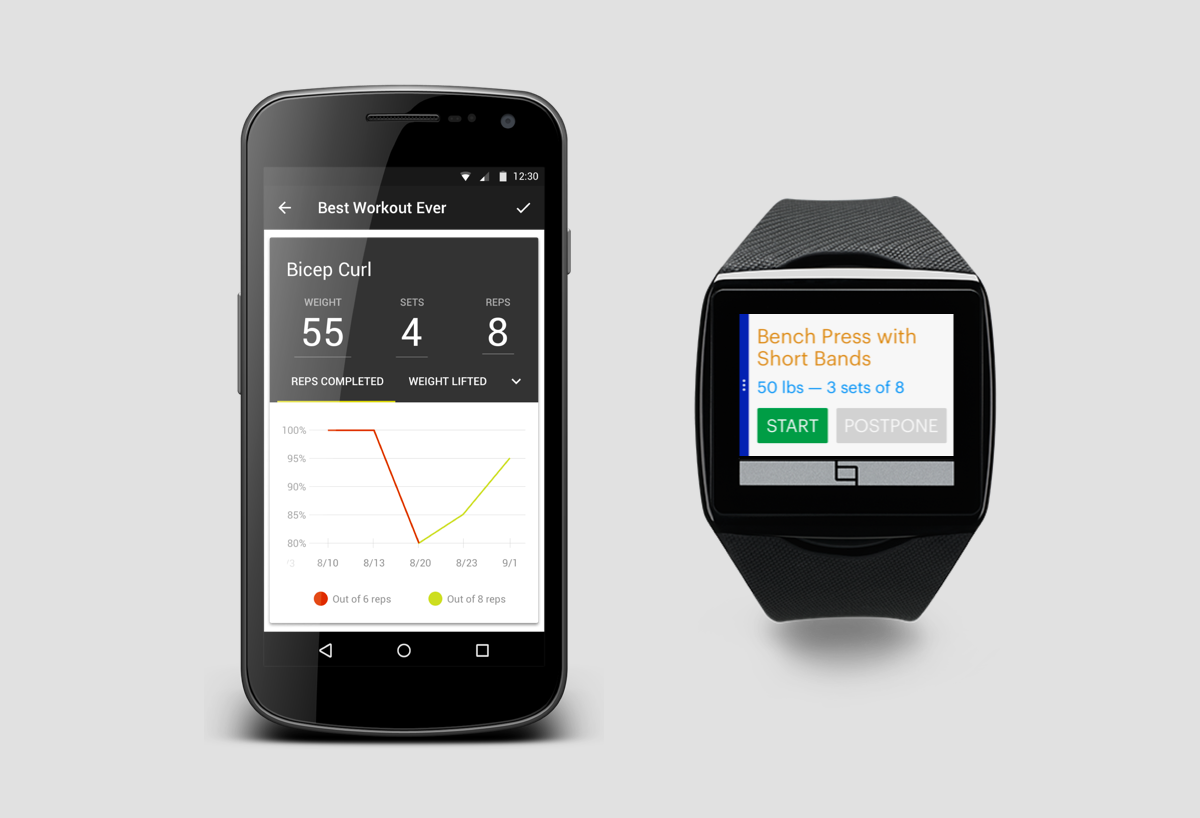 12:30
Best Workout Ever
Bicep Curl
WEIGHT SETS REPS
55 4 8
REPS COMPLETED WEIGHT LIFTED
100%
95%
90%
85%
80%
8/10 8/13 8/20 8/23 9/1
Out of 6 reps Out of 8 reps
Bench Press with
Short Bands
50 lbs — 3 sets of 8
START POSTPONE